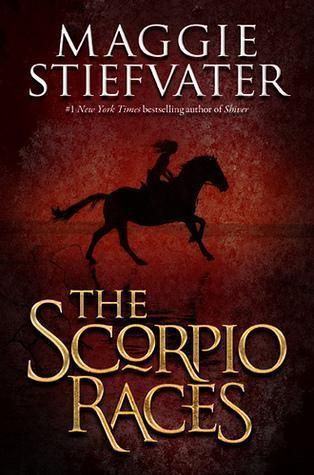 MAGGIE
STIEFVATER
#1 New York Times bestselling author of Shiver
THE
SCORPIO
RACES